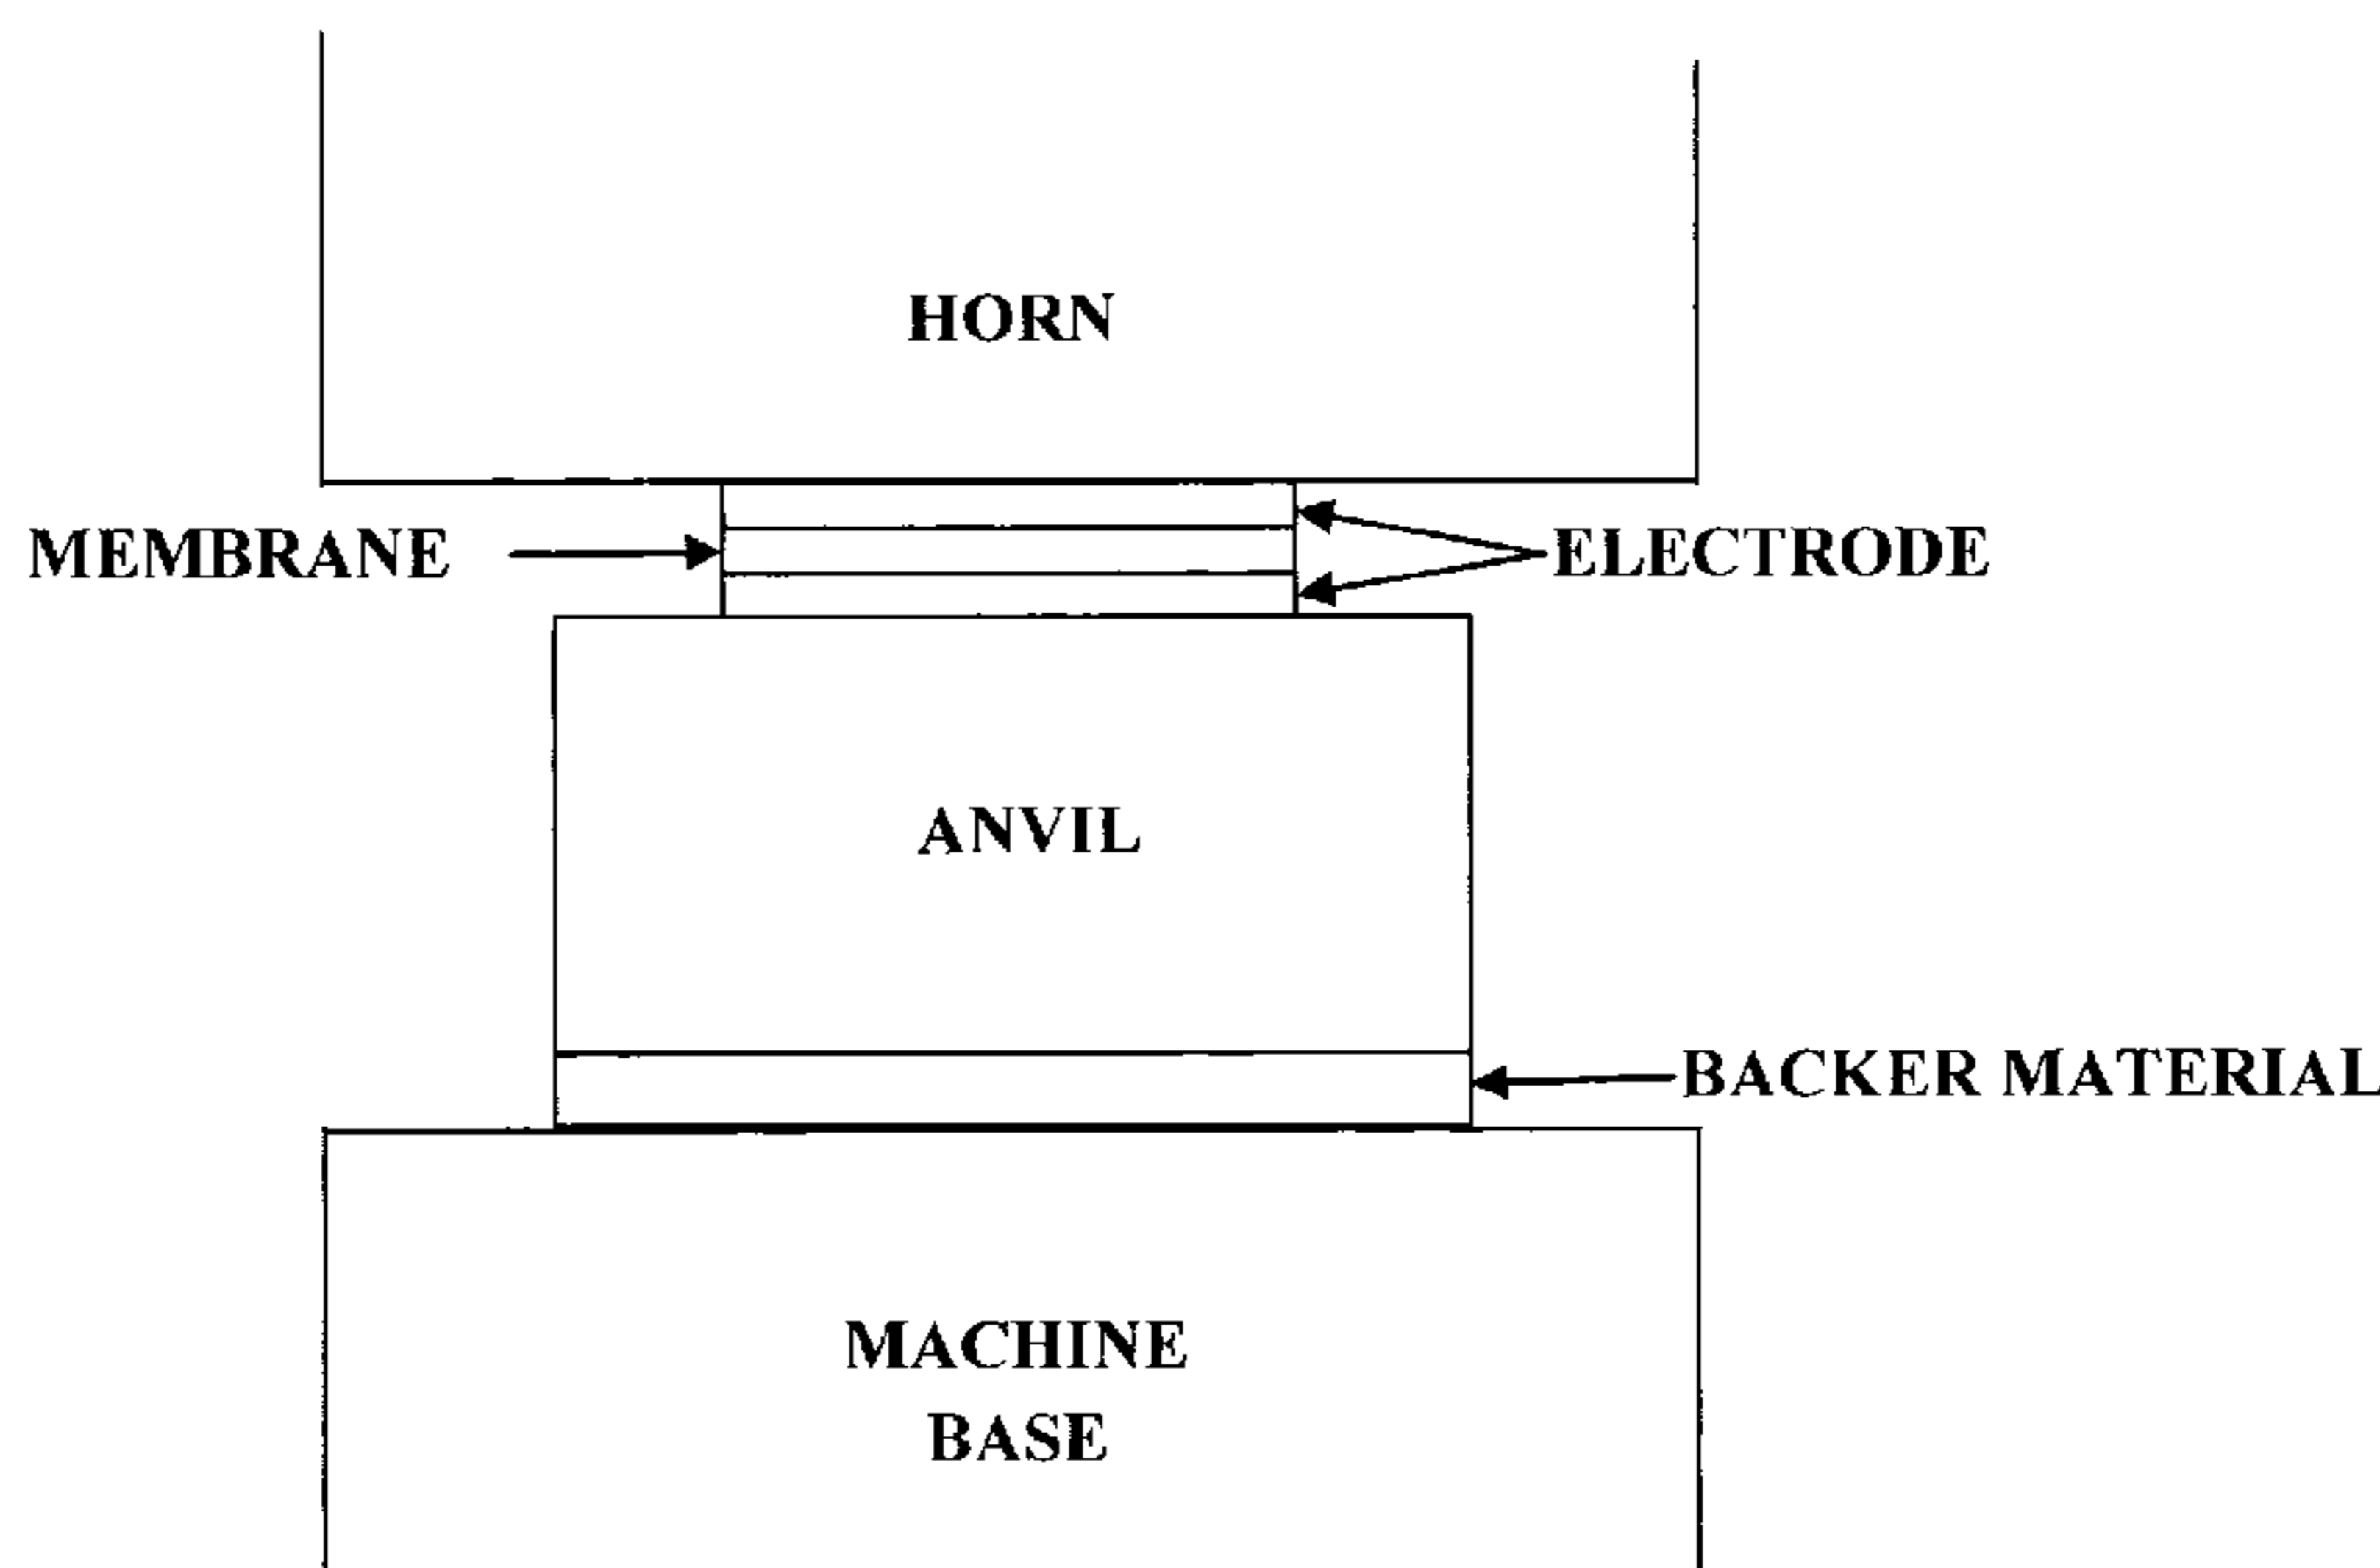 HORN
MEMBRANE
ELECTRODE
ANVIL
BACKER MATERIAL
MACHINE
BASE